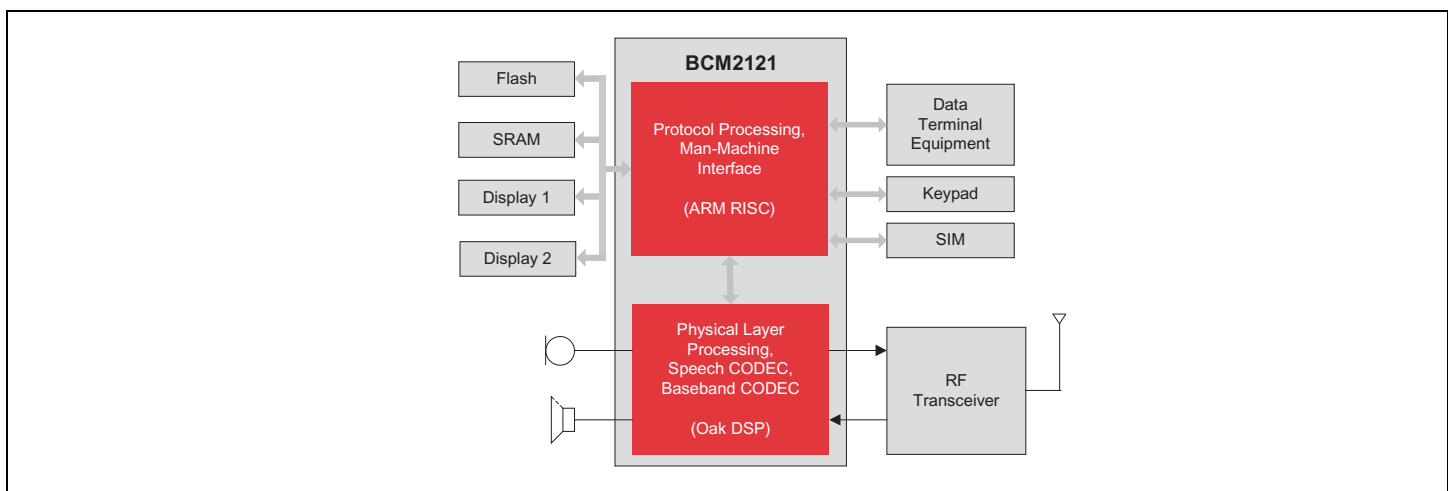 BCM2121
Flash
SRAM
Display 1
Display 2
Protocol Processing,
Man-Machine
Interface
(ARM RISC)
Data
Terminal
Equipment
Keypad
SIM
Physical Layer
Processing,
Speech CODEC,
Baseband CODEC
(Oak DSP)
RF
Transceiver